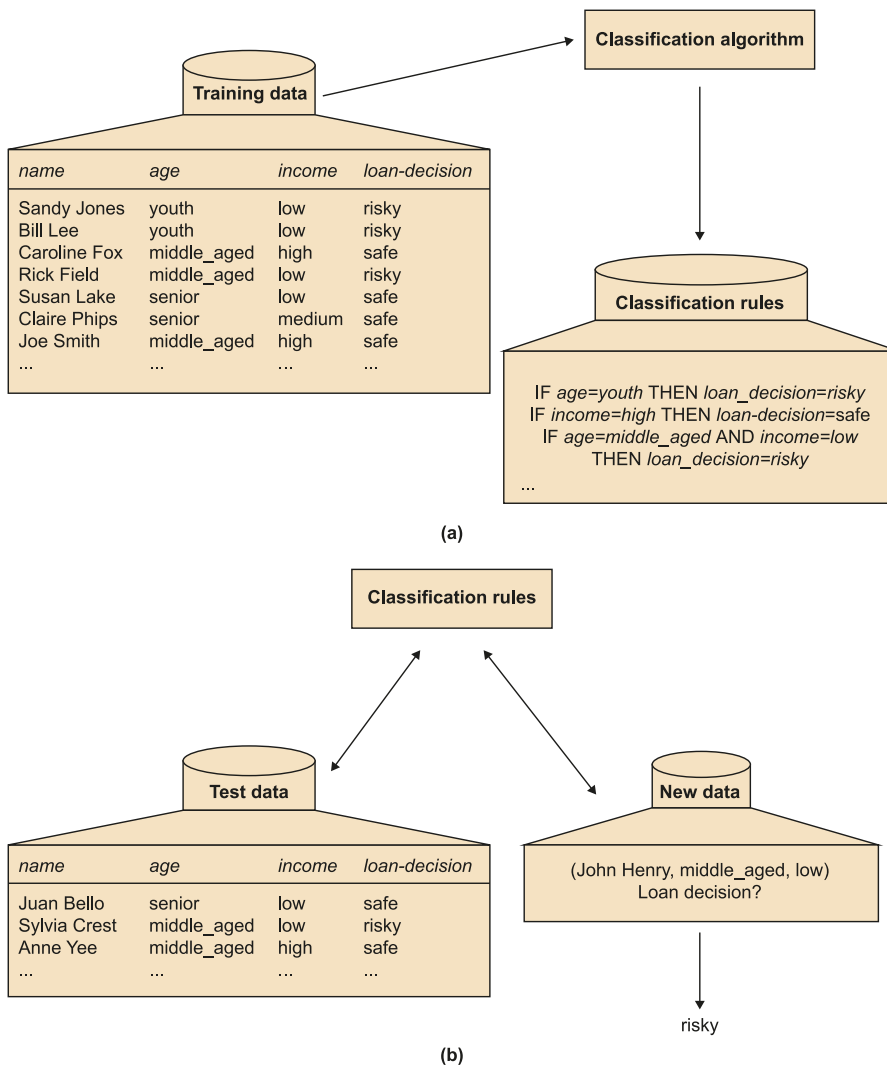 Classification algorithm
Training data
name age income loan-decision
Sandy Jones youth low risky
Bill Lee youth low risky
Caroline Fox middle_aged high safe
Rick Field middle_aged low risky
Susan Lake senior low safe
Claire Phips senior medium safe
Joe Smith middle_aged high safe
... ... ... ...
Classification rules
IF age=youth THEN loan_decision=risky
IF income=high THEN loan-decision=safe
IF age=middle_aged AND income=low
THEN loan_decision=risky
...
(a)
Classification rules
Test data
name age income loan-decision
Juan Bello senior low safe
Sylvia Crest middle_aged low risky
Anne Yee middle_aged high safe
... ... ... ...
New data
(John Henry, middle_aged, low)
Loan decision?
risky
(b)